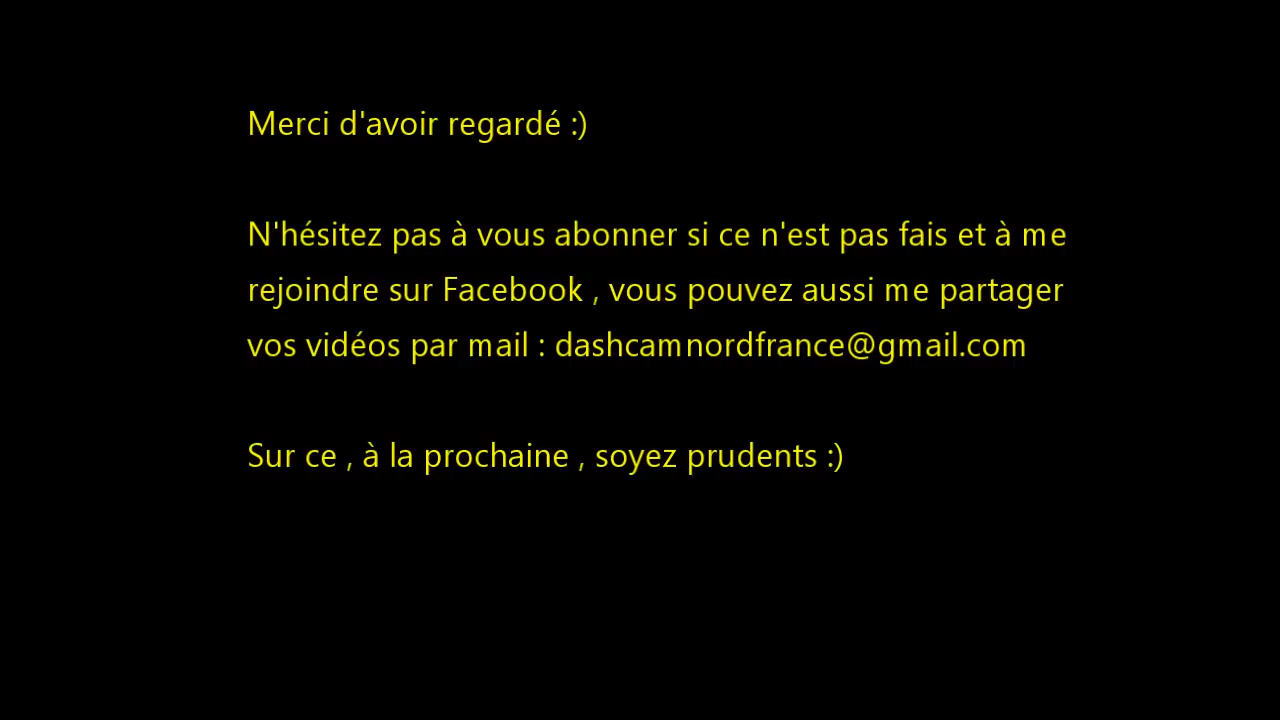 Merci d'avoir regardé :)
N'hésitez pas à vous abonner si ce n'est pas fais et à me
rejoindre sur Facebook , vous pouvez aussi me partager
vos vidéos par mail : dashcamnordfrance@gmail.com
Sur ce , à la prochaine , soyez prudents :)